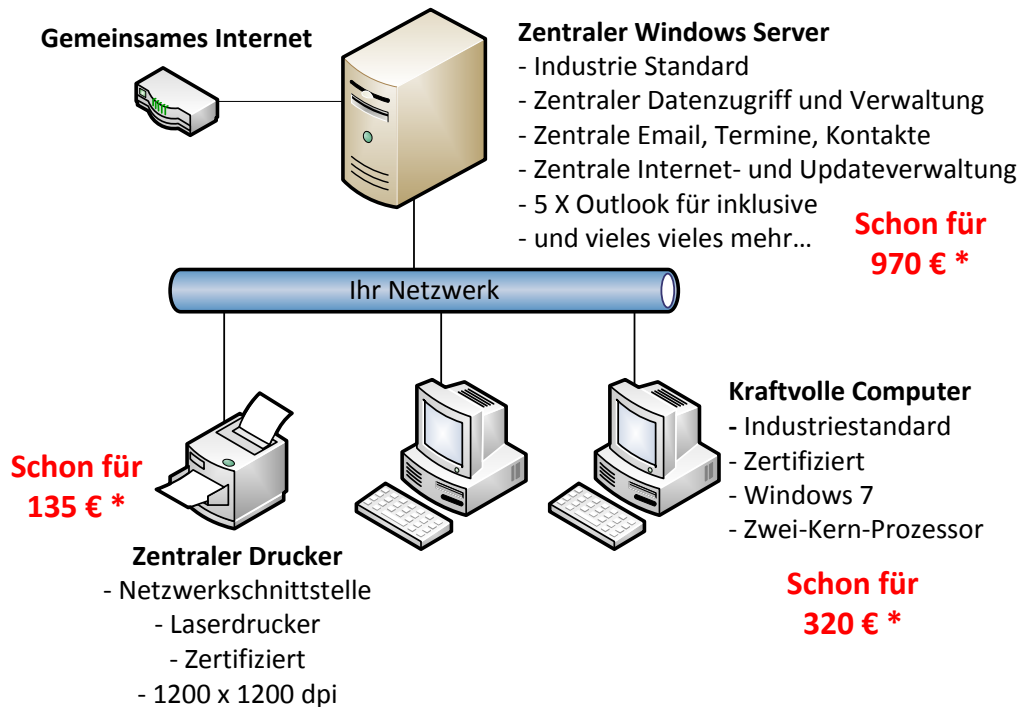 Gemeinsames Internet
Zentraler Windows Server
- Industrie Standard
- Zentraler Datenzugriff und Verwaltung
- Zentrale Email, Termine, Kontakte
- Zentrale Internet- und Updateverwaltung
- 5 X Outlook für inklusive
- und vieles vieles mehr…
Schon für
970 € *
Ihr Netzwerk
Schon für
135 € *
Zentraler Drucker
- Netzwerkschnittstelle
- Laserdrucker
- Zertifiziert
- 1200 x 1200 dpi
Kraftvolle Computer
- Industriestandard
- Zertifiziert
- Windows 7
- Zwei-Kern-Prozessor
Schon für
320 € *